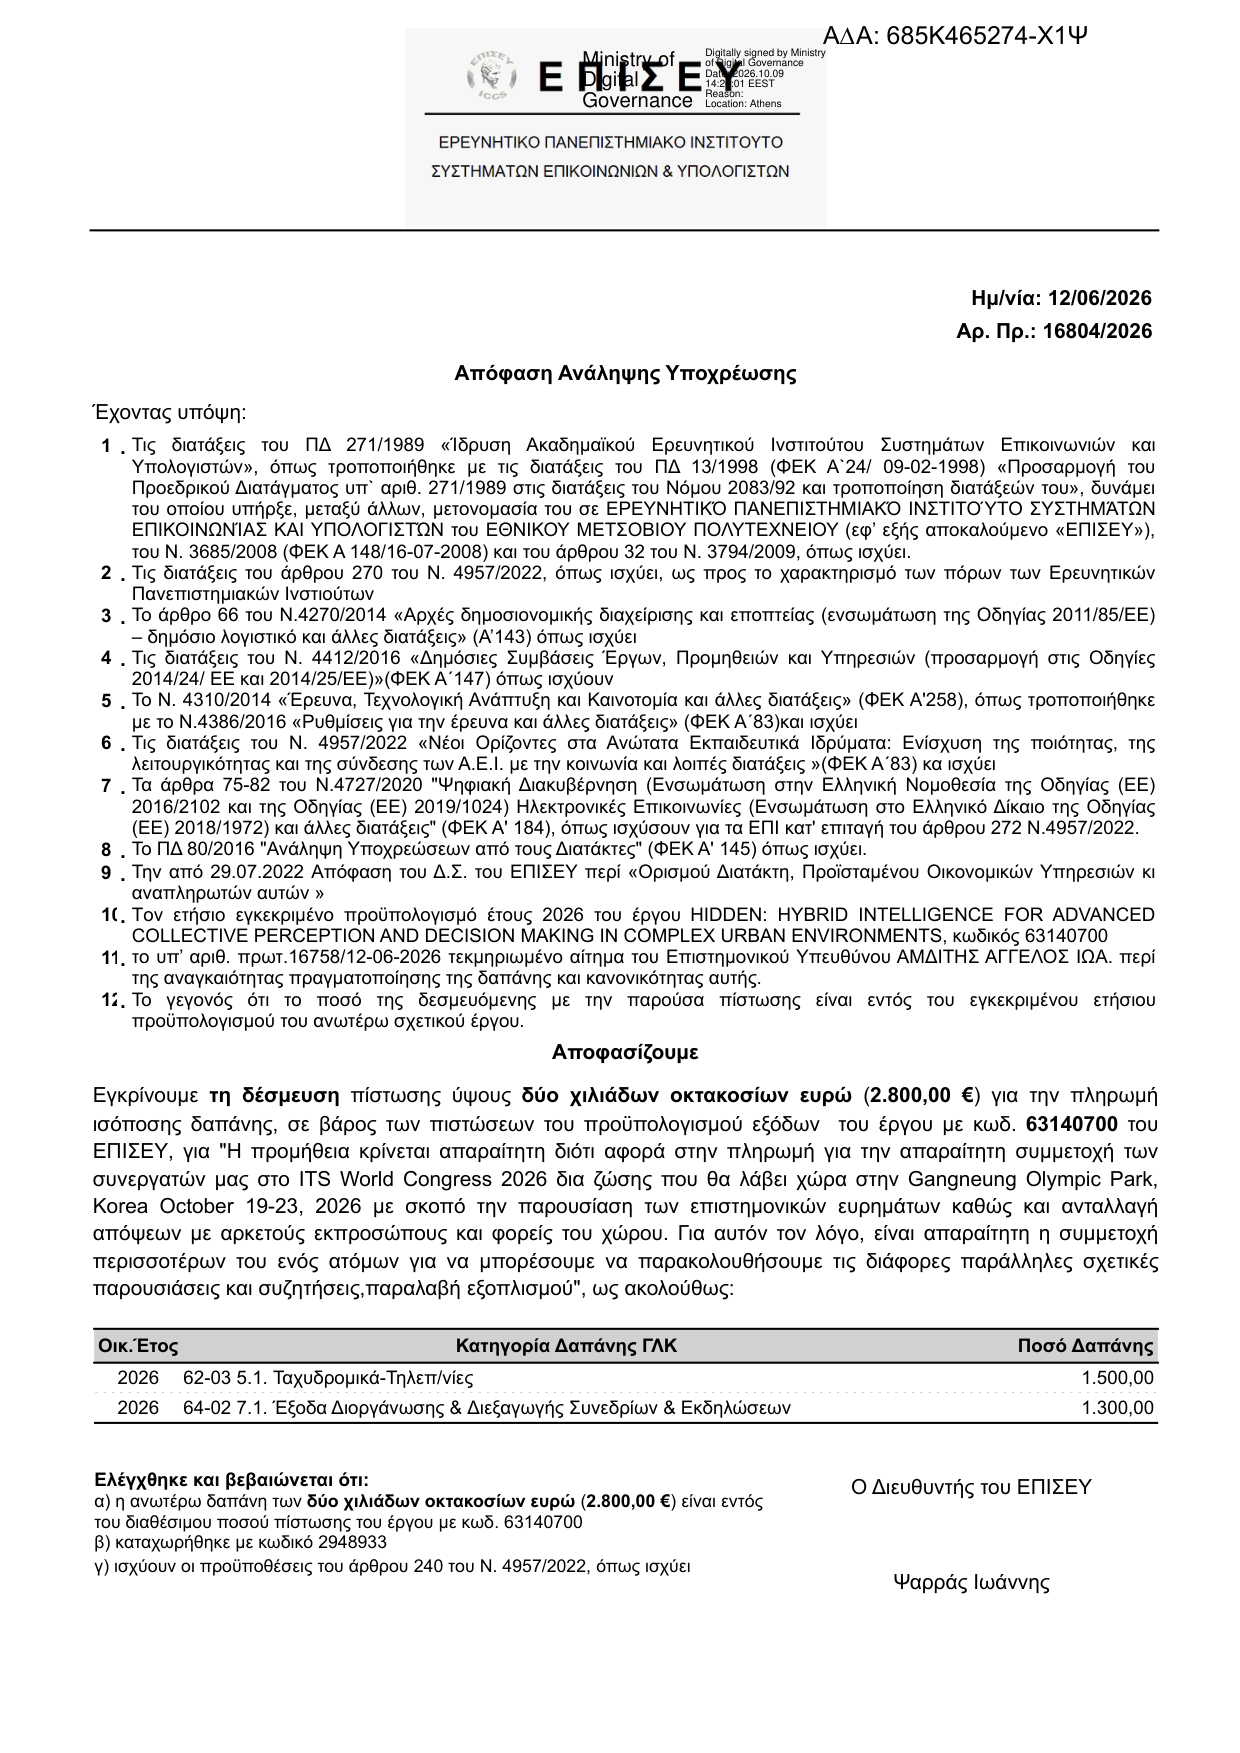 ΑΔΑ: 685Κ465274-Χ1Ψ
ΕΠΙΣΕΥ
ICCS
Ε Π Ι Σ Ε Υ
Ministry of
Digital
Governance
Digitally signed by Ministry
of Digital Governance
Date: 2026.10.09
EEST
Reason:
Location: Athens
ΕΡΕΥΝΗΤΙΚΟ ΠΑΝΕΠΙΣΤΗΜΙΑΚΟ ΙΝΣΤΙΤΟΥΤΟ
ΣΥΣΤΗΜΑΤΩΝ ΕΠΙΚΟΙΝΩΝΙΩΝ & ΥΠΟΛΟΓΙΣΤΩΝ
Ημ/νία: 12/06/2026
Αρ. Πρ.: 16804/2026
Απόφαση Ανάληψης Υποχρέωσης
Έχοντας υπόψη:
1 . Τις διατάξεις του ΠΔ 271/1989 «Ίδρυση Ακαδημαϊκού Ερευνητικού Ινστιτούτου Συστημάτων Επικοινωνιών και
Υπολογιστών», όπως τροποποιήθηκε με τις διατάξεις του ΠΔ 13/1998 (ΦΕΚ Α`24/ 09-02-1998) «Προσαρμογή του
Προεδρικού Διατάγματος υπ` αριθ. 271/1989 στις διατάξεις του Νόμου 2083/92 και τροποποίηση διατάξεών του», δυνάμει
του οποίου υπήρξε, μεταξύ άλλων, μετονομασία του σε ΕΡΕΥΝΗΤΙΚΌ ΠΑΝΕΠΙΣΤΗΜΙΑΚΌ ΙΝΣΤΙΤΟΎΤΟ ΣΥΣΤΗΜΆΤΩΝ
ΕΠΙΚΟΙΝΩΝΊΑΣ ΚΑΙ ΥΠΟΛΟΓΙΣΤΏΝ του ΕΘΝΙΚΟΥ ΜΕΤΣΟΒΙΟΥ ΠΟΛΥΤΕΧΝΕΙΟΥ (εφ’ εξής αποκαλούμενο «ΕΠΙΣΕΥ»),
του Ν. 3685/2008 (ΦΕΚ Α 148/16-07-2008) και του άρθρου 32 του Ν. 3794/2009, όπως ισχύει.
2 . Τις διατάξεις του άρθρου 270 του Ν. 4957/2022, όπως ισχύει, ως προς το χαρακτηρισμό των πόρων των Ερευνητικών
Πανεπιστημιακών Ινστιούτων
3 . Το άρθρο 66 του Ν.4270/2014 «Αρχές δημοσιονομικής διαχείρισης και εποπτείας (ενσωμάτωση της Οδηγίας 2011/85/ΕΕ)
– δημόσιο λογιστικό και άλλες διατάξεις» (Α’143) όπως ισχύει
4 . Τις διατάξεις του Ν. 4412/2016 «Δημόσιες Συμβάσεις Έργων, Προμηθειών και Υπηρεσιών (προσαρμογή στις Οδηγίες
2014/24/ ΕΕ και 2014/25/ΕΕ)»(ΦΕΚ Α΄147) όπως ισχύουν
5 . Το Ν. 4310/2014 «Έρευνα, Τεχνολογική Ανάπτυξη και Καινοτομία και άλλες διατάξεις» (ΦΕΚ Α'258), όπως τροποποιήθηκε
με το Ν.4386/2016 «Ρυθμίσεις για την έρευνα και άλλες διατάξεις» (ΦΕΚ Α΄83)και ισχύει
6 . Τις διατάξεις του Ν. 4957/2022 «Νέοι Ορίζοντες στα Ανώτατα Εκπαιδευτικά Ιδρύματα: Ενίσχυση της ποιότητας, της
λειτουργικότητας και της σύνδεσης των Α.Ε.Ι. με την κοινωνία και λοιπές διατάξεις »(ΦΕΚ Α΄83) κα ισχύει
7 . Τα άρθρα 75-82 του Ν.4727/2020 "Ψηφιακή Διακυβέρνηση (Ενσωμάτωση στην Ελληνική Νομοθεσία της Οδηγίας (ΕΕ)
2016/2102 και της Οδηγίας (ΕΕ) 2019/1024) Ηλεκτρονικές Επικοινωνίες (Ενσωμάτωση στο Ελληνικό Δίκαιο της Οδηγίας
(ΕΕ) 2018/1972) και άλλες διατάξεις" (ΦΕΚ Α' 184), όπως ισχύσουν για τα ΕΠΙ κατ' επιταγή του άρθρου 272 Ν.4957/2022.
8 . Το ΠΔ 80/2016 "Ανάληψη Υποχρεώσεων από τους Διατάκτες" (ΦΕΚ Α' 145) όπως ισχύει.
9 . Την από 29.07.2022 Απόφαση του Δ.Σ. του ΕΠΙΣΕΥ περί «Ορισμού Διατάκτη, Προϊσταμένου Οικονομικών Υπηρεσιών κι
αναπληρωτών αυτών »
10. Τον ετήσιο εγκεκριμένο προϋπολογισμό έτους 2026 του έργου HIDDEN: HYBRID INTELLIGENCE FOR ADVANCED
COLLECTIVE PERCEPTION AND DECISION MAKING IN COMPLEX URBAN ENVIRONMENTS, κωδικός 63140700
11. το υπ’ αριθ. πρωτ.16758/12-06-2026 τεκμηριωμένο αίτημα του Επιστημονικού Υπευθύνου ΑΜΔΙΤΗΣ ΑΓΓΕΛΟΣ ΙΩΑ. περί
της αναγκαιότητας πραγματοποίησης της δαπάνης και κανονικότητας αυτής.
12. Το γεγονός ότι το ποσό της δεσμευόμενης με την παρούσα πίστωσης είναι εντός του εγκεκριμένου ετήσιου
προϋπολογισμού του ανωτέρω σχετικού έργου.
Αποφασίζουμε
Εγκρίνουμε τη δέσμευση πίστωσης ύψους δύο χιλιάδων οκτακοσίων ευρώ (2.800,00 €) για την πληρωμή
ισόποσης δαπάνης, σε βάρος των πιστώσεων του προϋπολογισμού εξόδων του έργου με κωδ. 63140700 του
ΕΠΙΣΕΥ, για "Η προμήθεια κρίνεται απαραίτητη διότι αφορά στην πληρωμή για την απαραίτητη συμμετοχή των
συνεργατών μας στο ITS World Congress 2026 δια ζώσης που θα λάβει χώρα στην Gangneung Olympic Park,
Korea October 19-23, 2026 με σκοπό την παρουσίαση των επιστημονικών ευρημάτων καθώς και ανταλλαγή
απόψεων με αρκετούς εκπροσώπους και φορείς του χώρου. Για αυτόν τον λόγο, είναι απαραίτητη η συμμετοχή
περισσοτέρων του ενός ατόμων για να μπορέσουμε να παρακολουθήσουμε τις διάφορες παράλληλες σχετικές
παρουσιάσεις και συζητήσεις,παραλαβή εξοπλισμού", ως ακολούθως:
Οικ.Έτος Κατηγορία Δαπάνης ΓΛΚ Ποσό Δαπάνης
2026 62-03 5.1. Ταχυδρομικά-Τηλεπ/νίες 1.500,00
2026 64-02 7.1. Έξοδα Διοργάνωσης & Διεξαγωγής Συνεδρίων & Εκδηλώσεων 1.300,00
Ελέγχθηκε και βεβαιώνεται ότι:
α) η ανωτέρω δαπάνη των δύο χιλιάδων οκτακοσίων ευρώ (2.800,00 €) είναι εντός
του διαθέσιμου ποσού πίστωσης του έργου με κωδ. 63140700
β) καταχωρήθηκε με κωδικό 2948933
γ) ισχύουν οι προϋποθέσεις του άρθρου 240 του Ν. 4957/2022, όπως ισχύει
Ο Διευθυντής του ΕΠΙΣΕΥ
Ψαρράς Ιωάννης